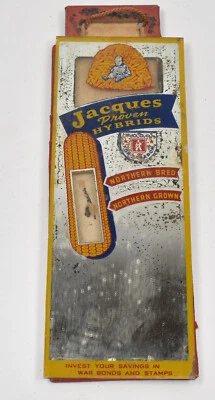 Jacques
Proven
HYBRIDS
K
NORTHERN BRED
NORTHERN GROWN
INVEST YOUR SAVINGS IN
WAR BONDS AND STAMPS